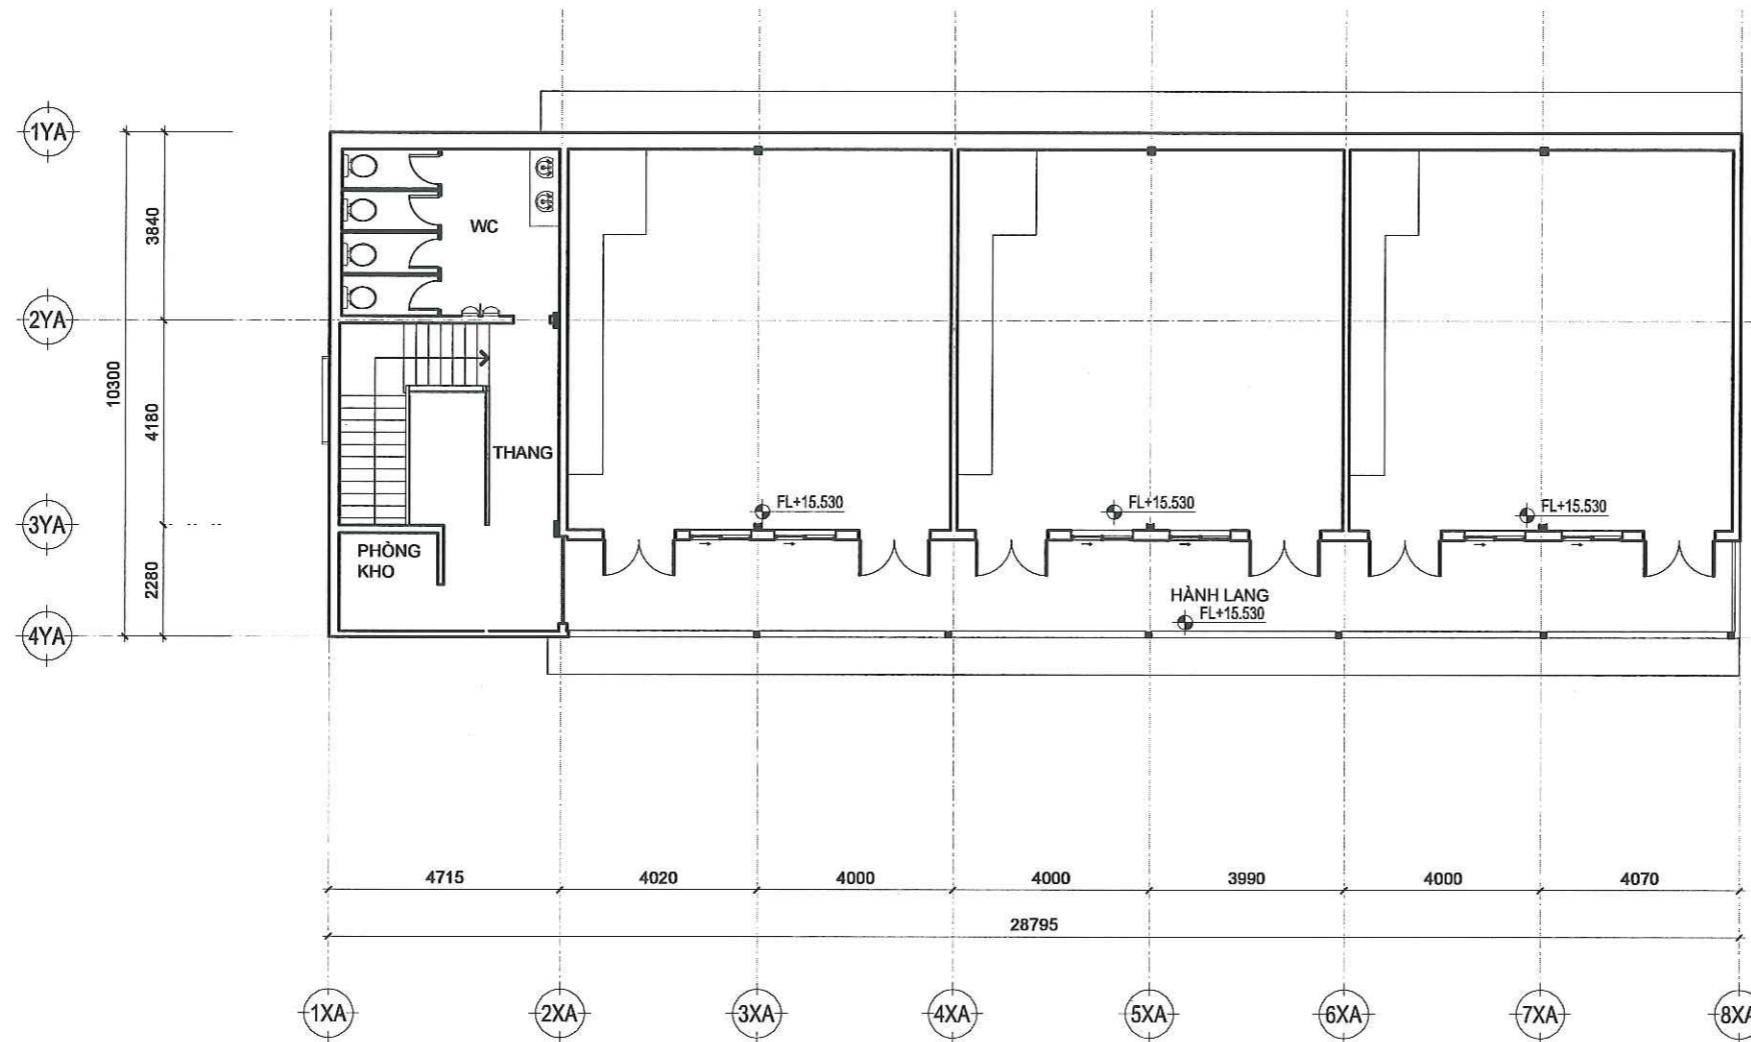 1YA
3840
WC
2YA
10300
4180
THANG
FL+15.530
FL+15.530
FL+15.530
3YA
PHÒNG
KHO
2280
HÀNH LANG
FL+15.530
4YA
4715
4020
4000
4000
3990
4000
4070
28795
1XA
2XA
3XA
4XA
5XA
6XA
7XA
8XA